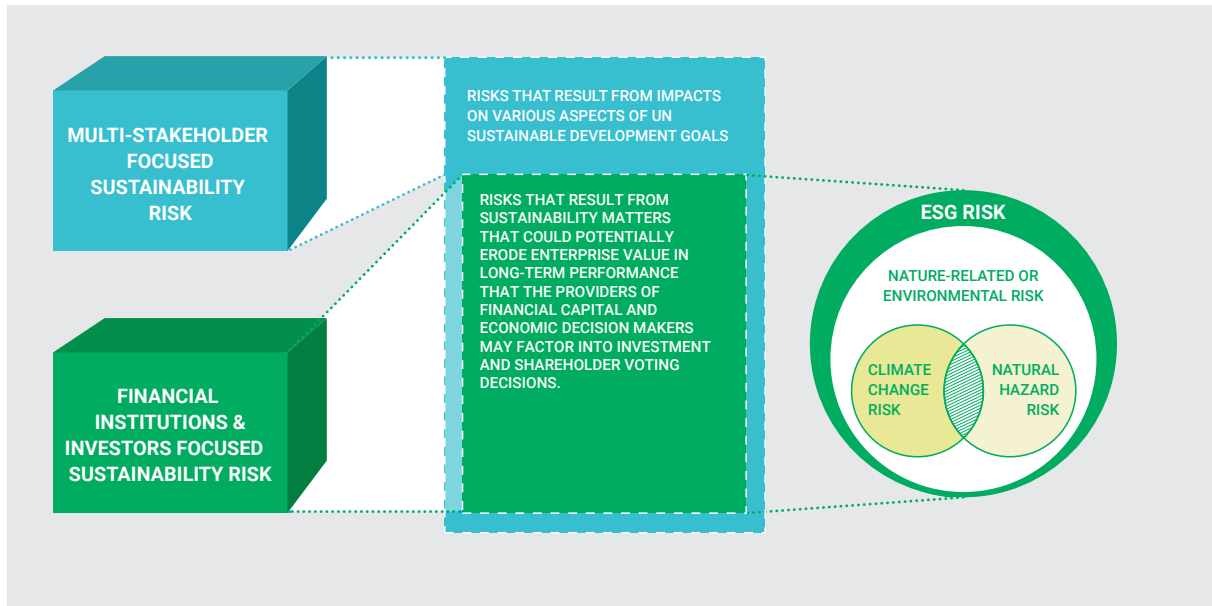 MULTI-STAKEHOLDER
FOCUSED
SUSTAINABILITY
RISK
FINANCIAL
INSTITUTIONS &
INVESTORS FOCUSED
SUSTAINABILITY RISK
RISKS THAT RESULT FROM IMPACTS
ON VARIOUS ASPECTS OF UN
SUSTAINABLE DEVELOPMENT GOALS
RISKS THAT RESULT FROM
SUSTAINABILITY MATTERS
THAT COULD POTENTIALLY
ERODE ENTERPRISE VALUE IN
LONG-TERM PERFORMANCE
THAT THE PROVIDERS OF
FINANCIAL CAPITAL AND
ECONOMIC DECISION MAKERS
MAY FACTOR INTO INVESTMENT
AND SHAREHOLDER VOTING
DECISIONS.
ESG RISK
NATURE-RELATED OR
ENVIRONMENTAL RISK
CLIMATE
CHANGE
RISK
NATURAL
HAZARD
RISK